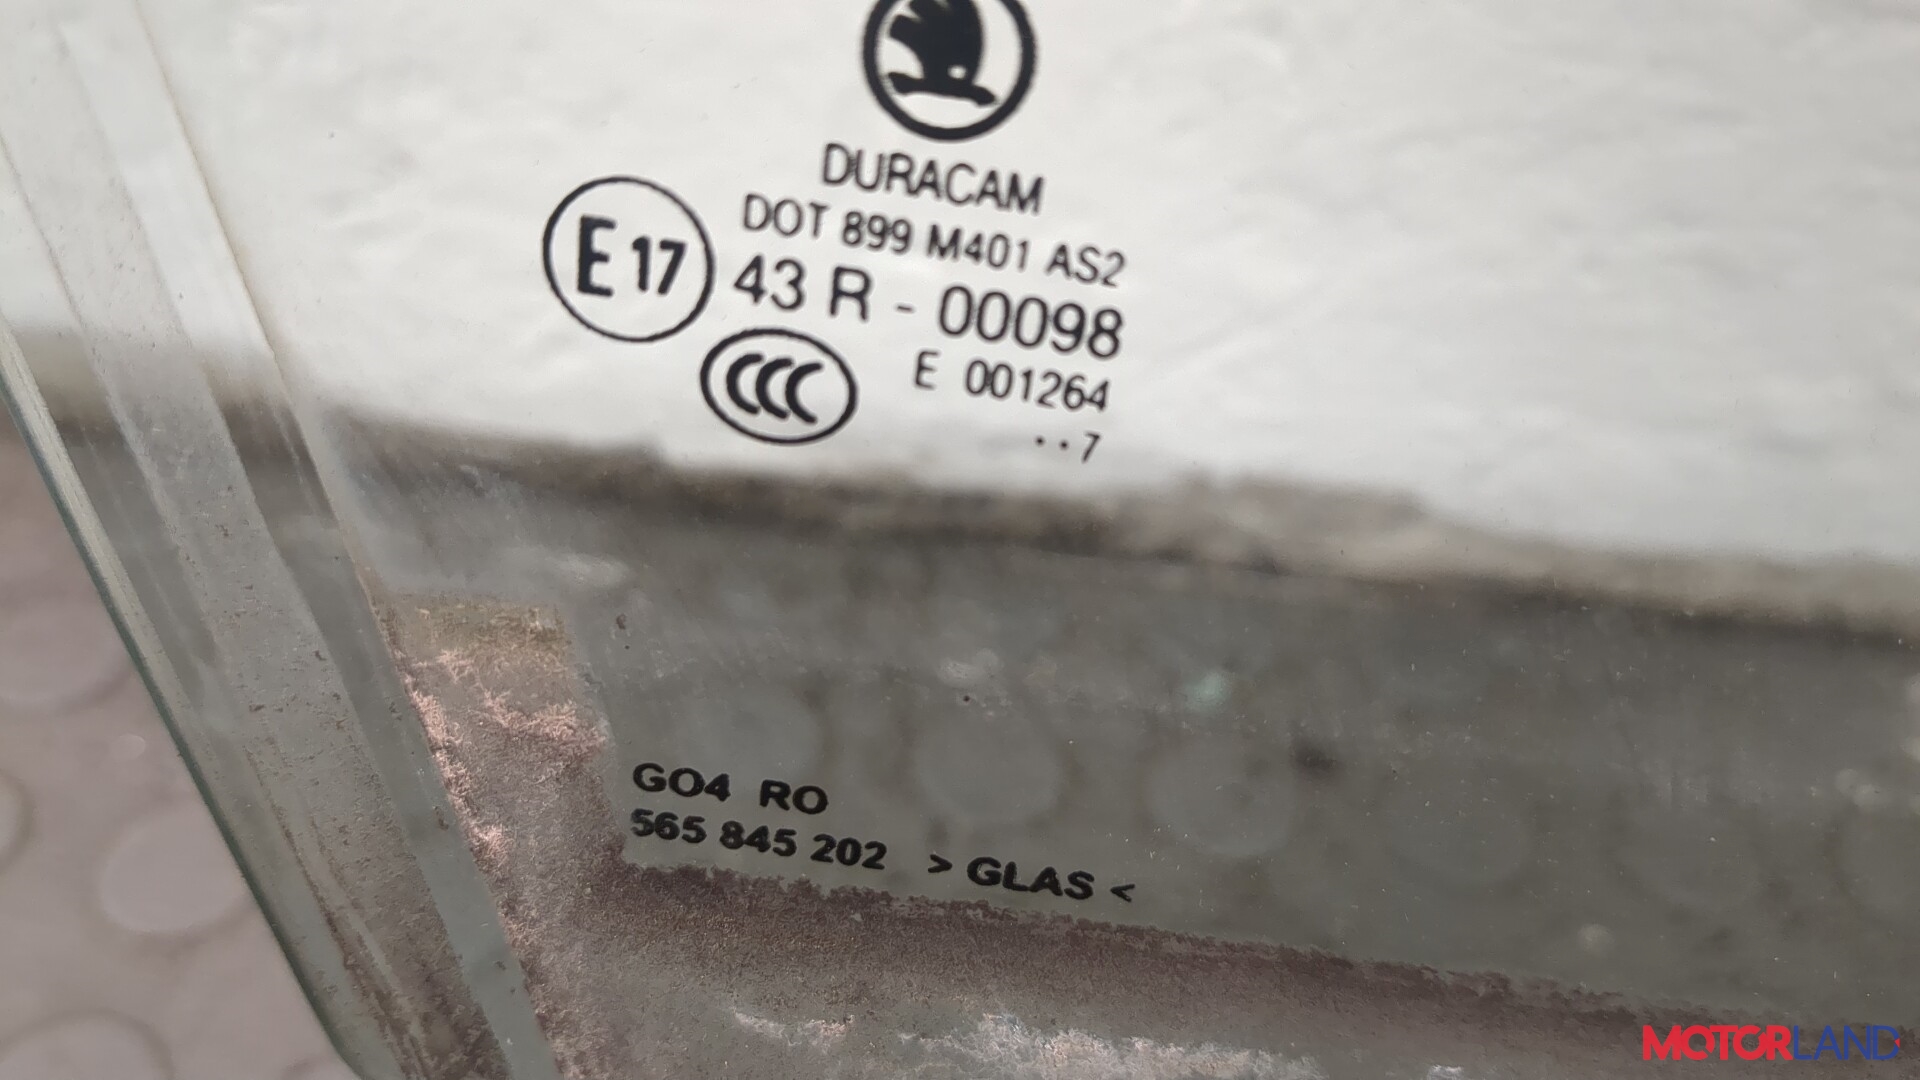 DURACAM
DOT 899 M401 AS2
E 17
43 R - 00098
CCC
E 001264
··7
GO4 RO
565 845 202 > GLAS <
MOTORLAND